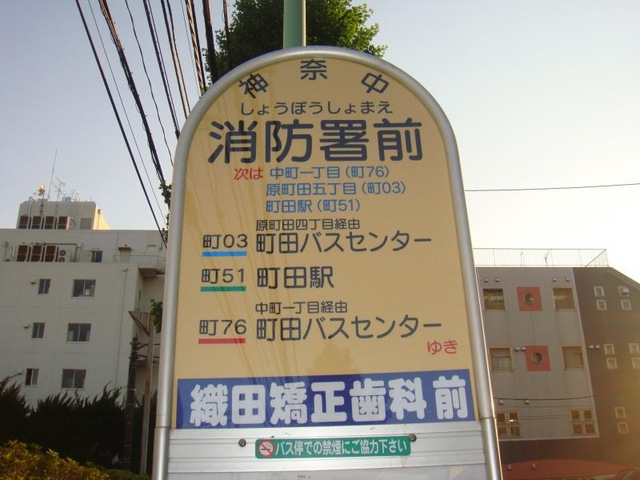 神奈中
しょうぼうしょまえ
消防署前
次は 中町一丁目(町76)
原町田五丁目(町03)
町田駅(町51)
原町田四丁目経由
町03 町田バスセンター
町51 町田駅
中町一丁目経由
町76 町田バスセンター
ゆき
織田矯正歯科前
バス停での禁煙にご協力下さい